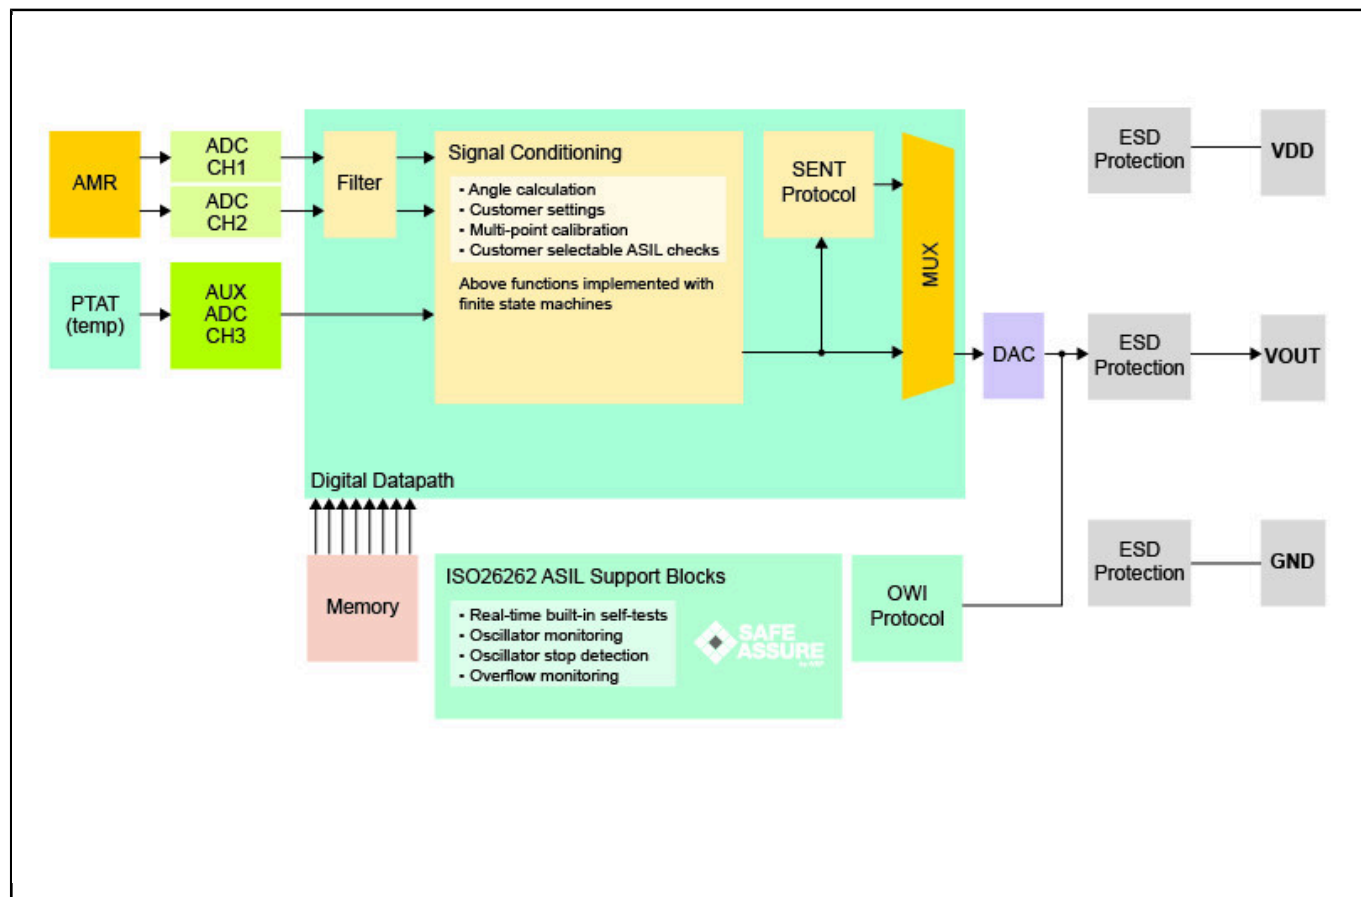 AMR
ADC
CH1
ADC
CH2
PTAT
(temp)
AUX
ADC
CH3
Filter
Signal Conditioning
▪ Angle calculation
▪ Customer settings
▪ Multi-point calibration
▪ Customer selectable ASIL checks
Above functions implemented with
finite state machines
SENT
Protocol
MUX
DAC
ESD
Protection
VDD
ESD
Protection
VOUT
ESD
Protection
GND
Digital Datapath
Memory
ISO26262 ASIL Support Blocks
▪ Real-time built-in self-tests
▪ Oscillator monitoring
▪ Oscillator stop detection
▪ Overflow monitoring
SAFE
ASSURE
OWI
Protocol